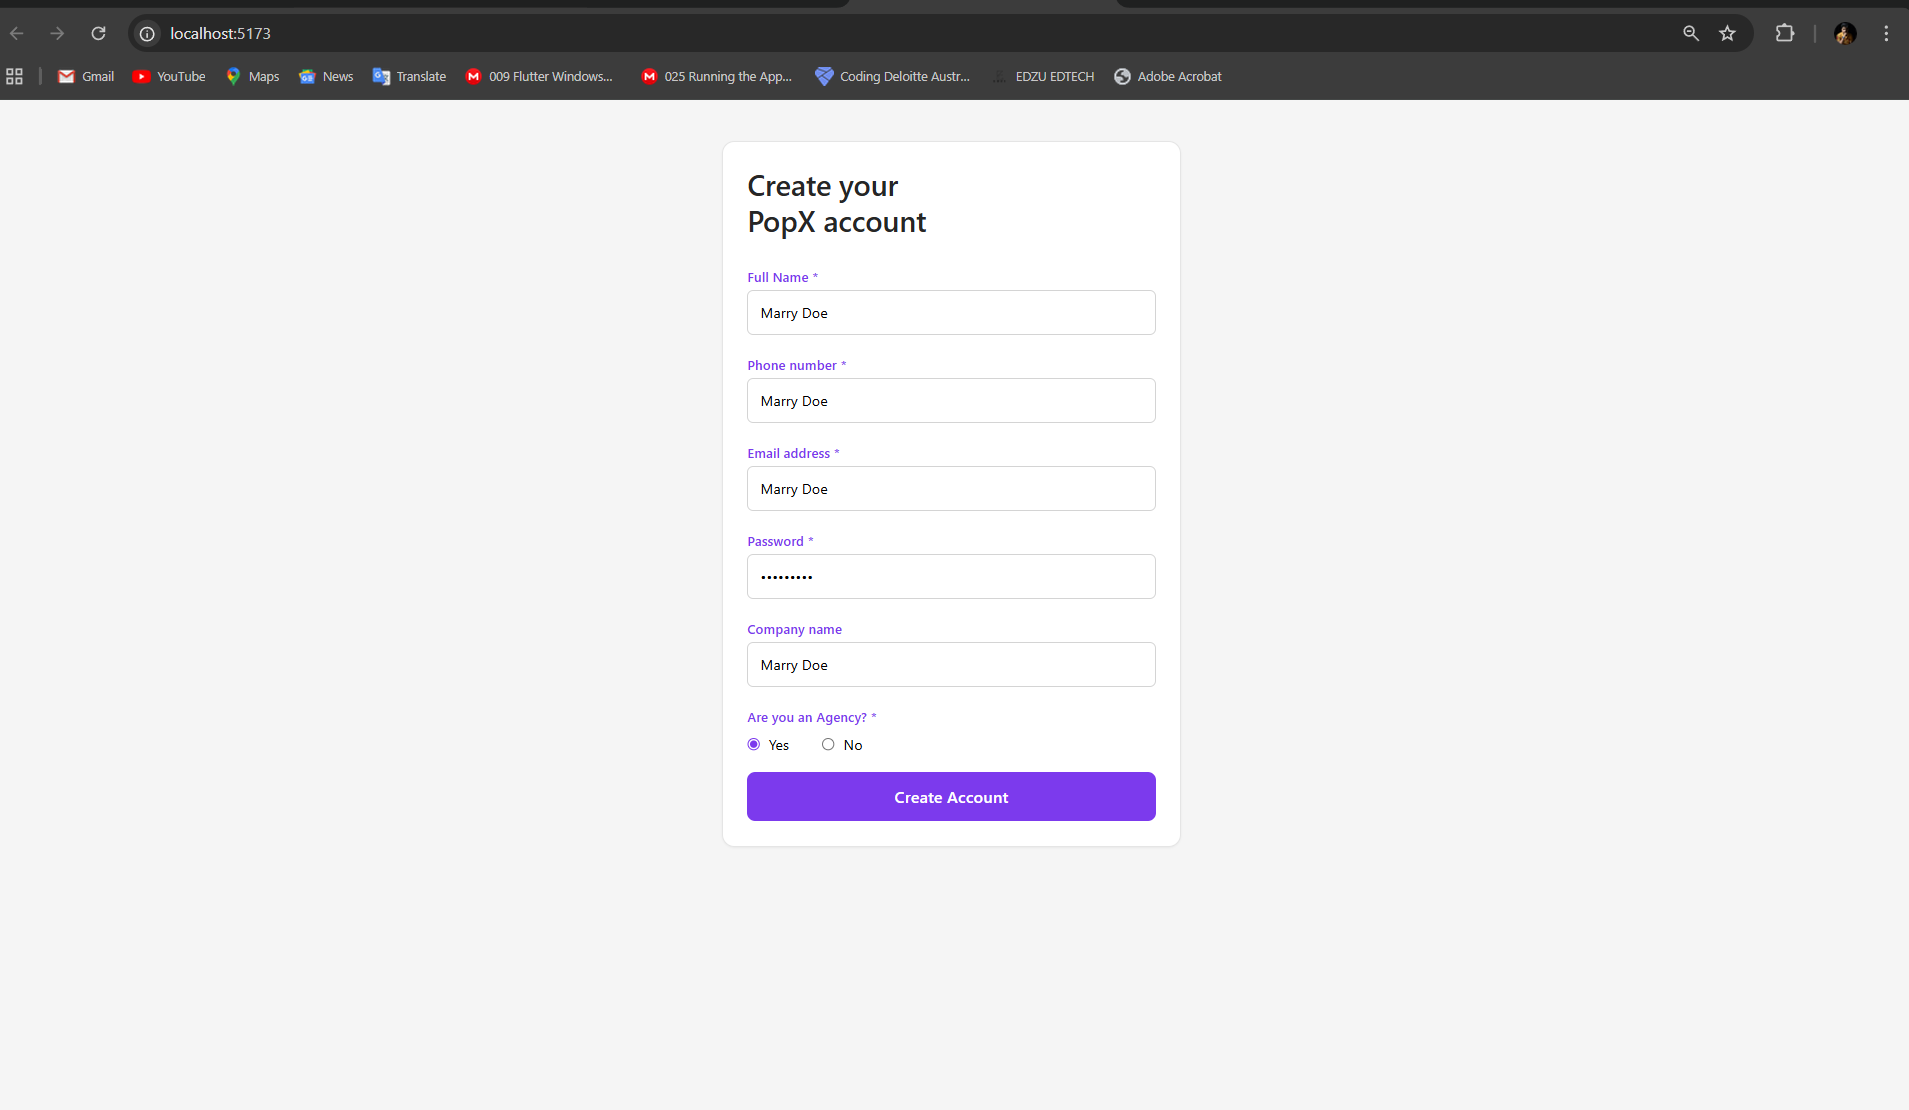 localhost:5173
Gmail
YouTube
Maps
News
Translate
009 Flutter Windows...
025 Running the App...
Coding Deloitte Austr...
EDZU EDTECH
Adobe Acrobat
Create your
PopX account
Full Name *
Marry Doe
Phone number *
Marry Doe
Email address *
Marry Doe
Password *
•••••••••
Company name
Marry Doe
Are you an Agency? *
Yes No
Create Account